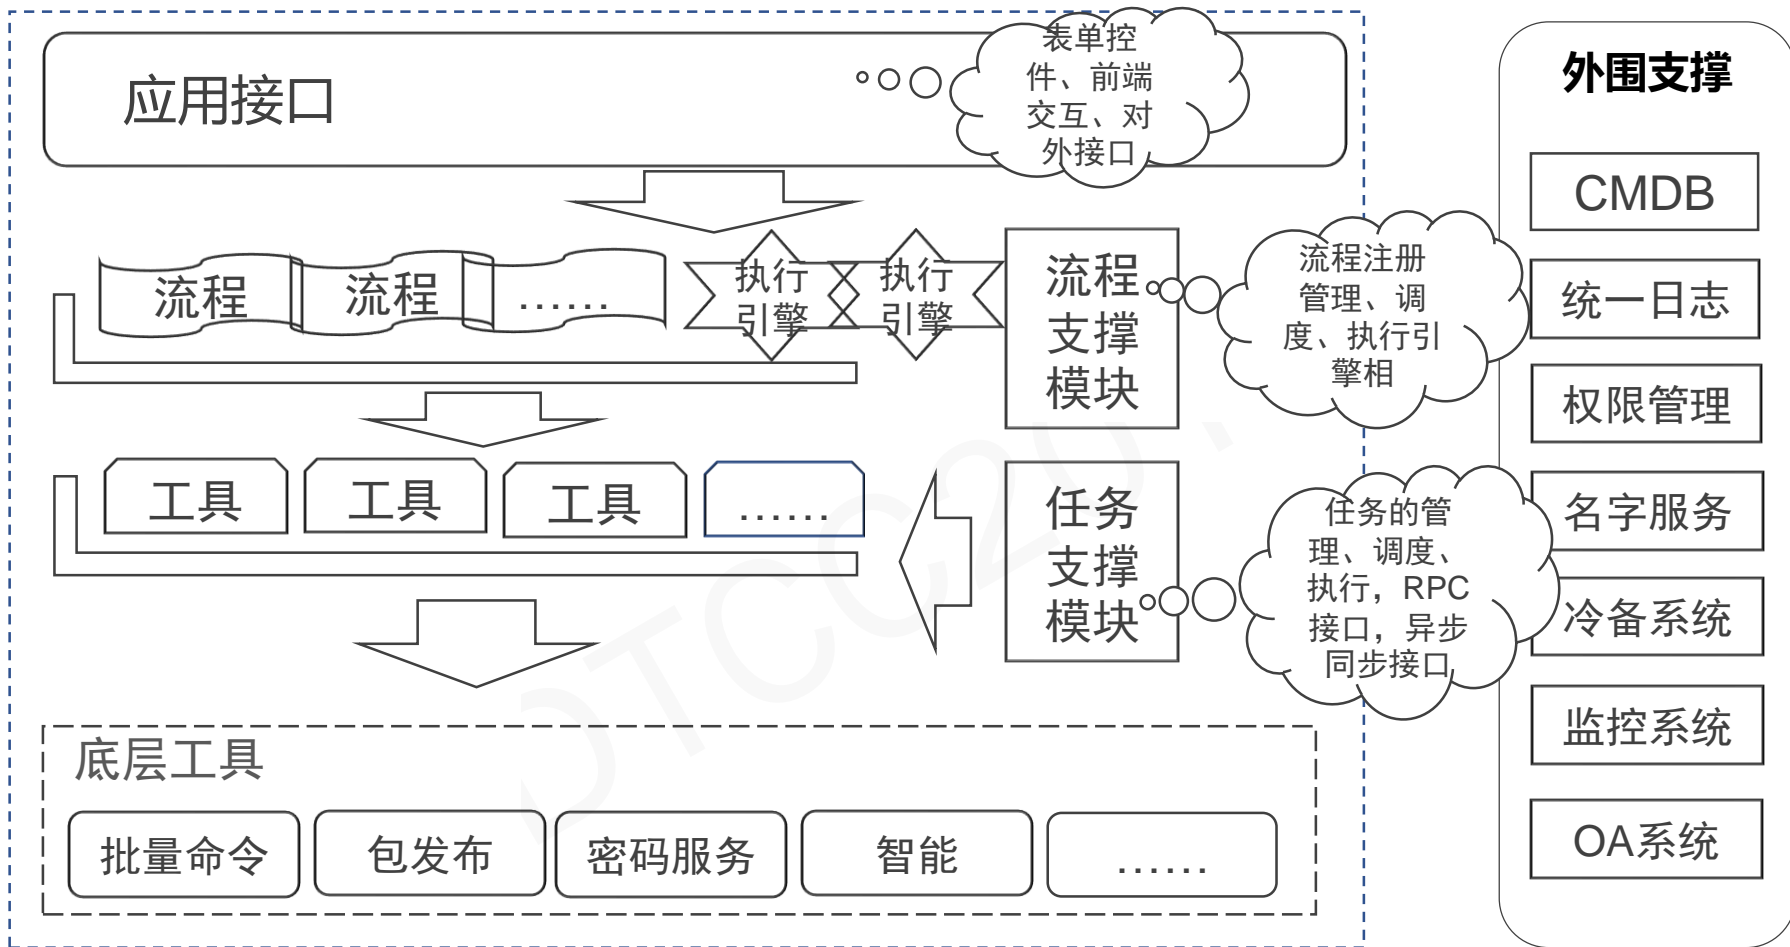 应用接口
表单控
件、前端
交互、对
外接口
流程
流程
......
执行
引擎
执行
引擎
流程
支撑
模块
流程注册
管理、调
度、执行引
擎相
工具
工具
工具
......
任务
支撑
模块
任务的管
理、调度、
执行，RPC
接口，异步
同步接口
底层工具
批量命令
包发布
密码服务
智能
......
外围支撑
CMDB
统一日志
权限管理
名字服务
冷备系统
监控系统
OA系统